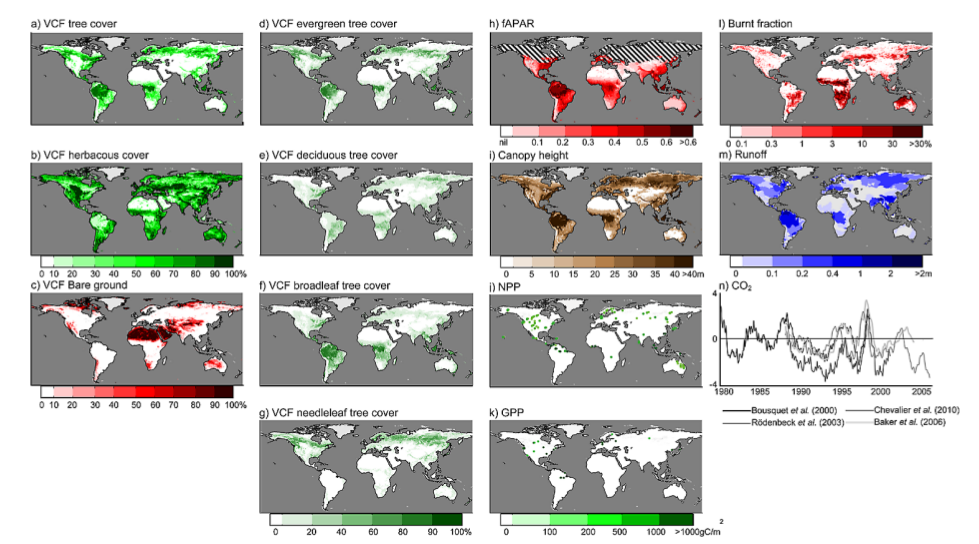 a) VCF tree cover
b) VCF herbacous cover
0 10 20 30 40 50 60 70 80 90 100%
c) VCF Bare ground
0 10 20 30 40 50 60 70 80 90 100%
d) VCF evergreen tree cover
e) VCF deciduous tree cover
f) VCF broadleaf tree cover
g) VCF needleleaf tree cover
0 20 40 60 80 90 100%
h) fAPAR
nil 0.1 0.2 0.3 0.4 0.5 0.6 >0.6
i) Canopy height
0 5 10 15 20 25 30 35 40 >40m
j) NPP
k) GPP
0 100 200 500 1000 >1000gC/m
2
l) Burnt fraction
0 0.1 0.3 1 3 10 30 >30%
m) Runoff
0 0.1 0.2 0.4 1 2 >2m
n) CO₂
4
0
-4
1980 1985 1990 1995 2000 2005
Bousquet et al. (2000)
Rödenbeck et al. (2003)
Chevalier et al. (2010)
Baker et al. (2006)